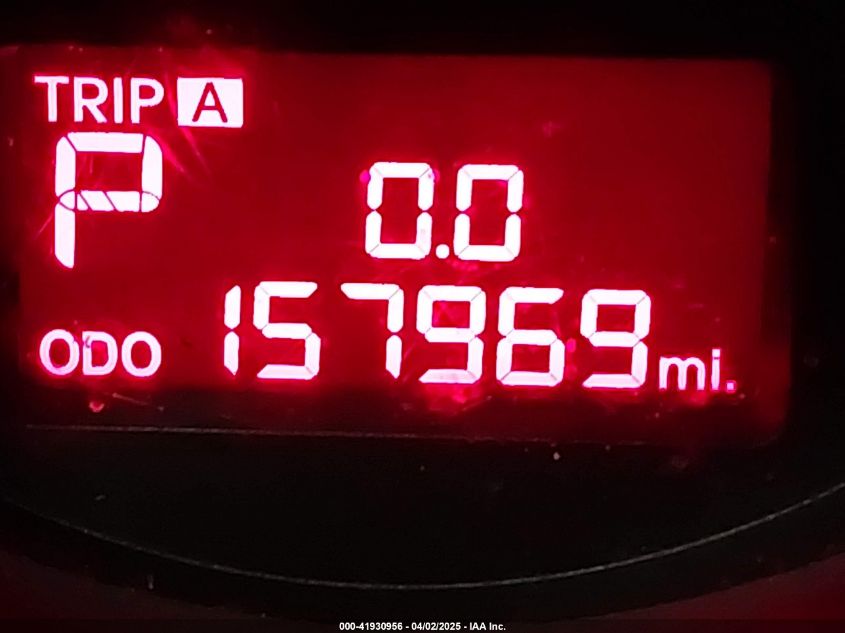 TRIP A
P
0.0
ODO 157969 mi.
000-41930956 - 04/02/2025 - IAA Inc.